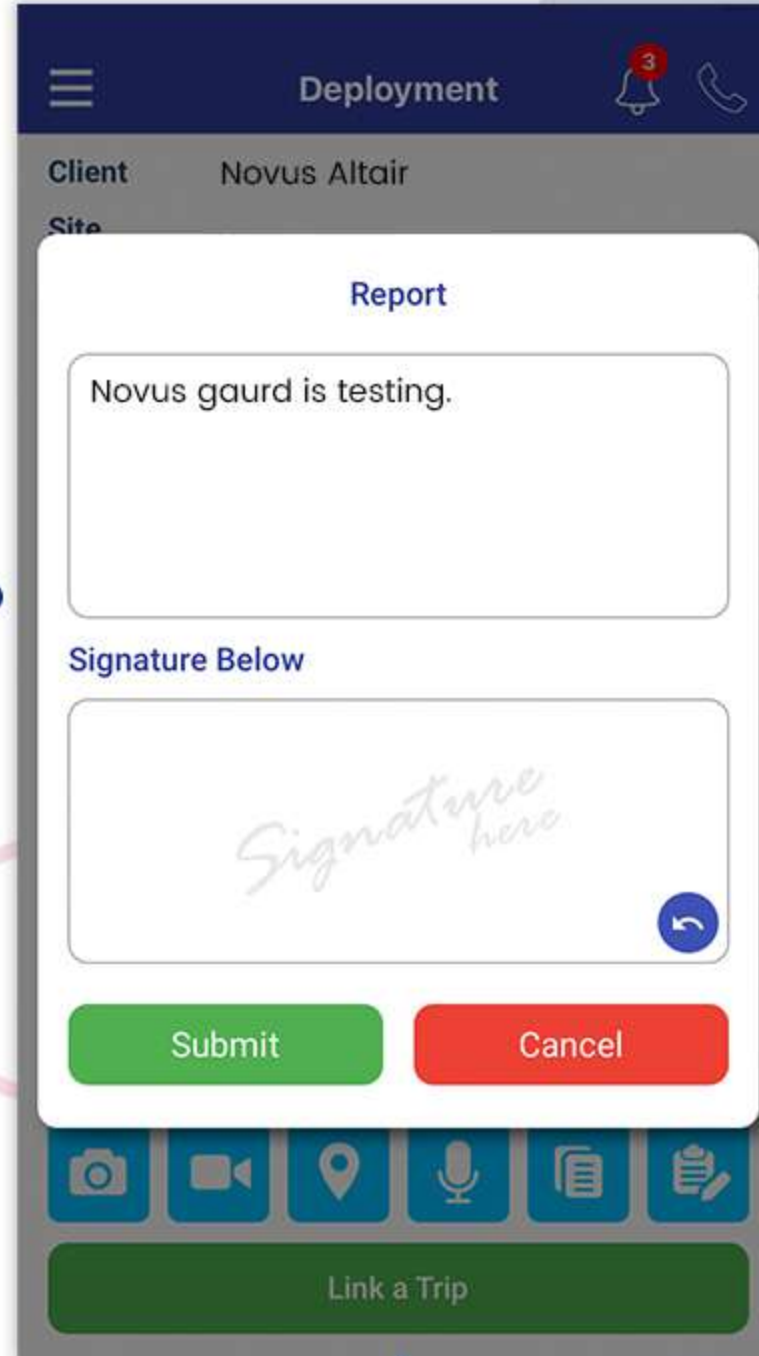 Deployment
3
Client Novus Altair
Site
Report
Novus gaurd is testing.
Signature Below
Signature
here
Submit Cancel
Link a Trip